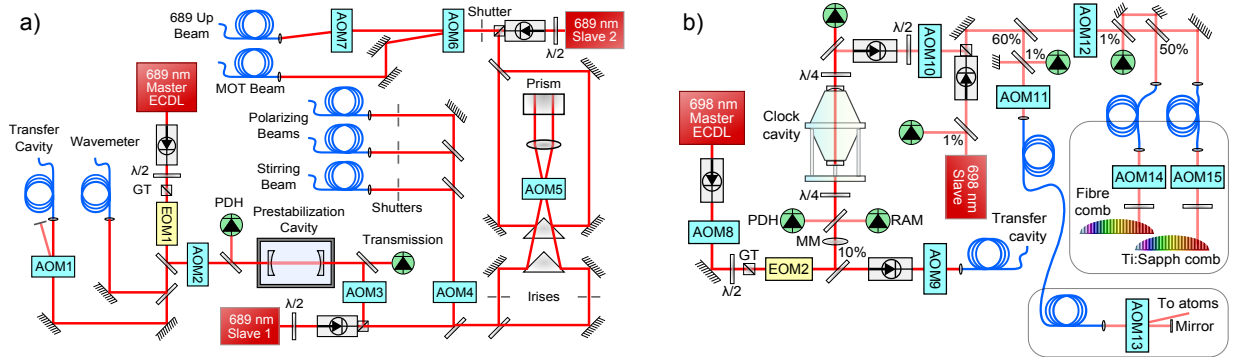 a)
689 Up
Beam
MOT Beam
AOM7
AOM6
Shutter
λ/2
689 nm
Slave 2
689 nm
Master
ECDL
Transfer
Cavity
Wavemeter
λ/2
GT
EOM1
Polarizing
Beams
Stirring
Beam
Shutters
Prism
AOM5
PDH
Prestabilization
Cavity
Transmission
AOM1
AOM2
AOM3
AOM4
Irises
689 nm
Slave 1
λ/2
b)
698 nm
Master
ECDL
AOM8
λ/2
GT
EOM2
Clock
cavity
λ/4
λ/4
PDH
RAM
MM
10%
AOM9
Transfer
cavity
λ/2
AOM10
1%
698 nm
Slave
60%
1%
AOM11
AOM12
1%
50%
AOM14
AOM15
Fibre
comb
Ti:Sapph comb
AOM13
To atoms
Mirror